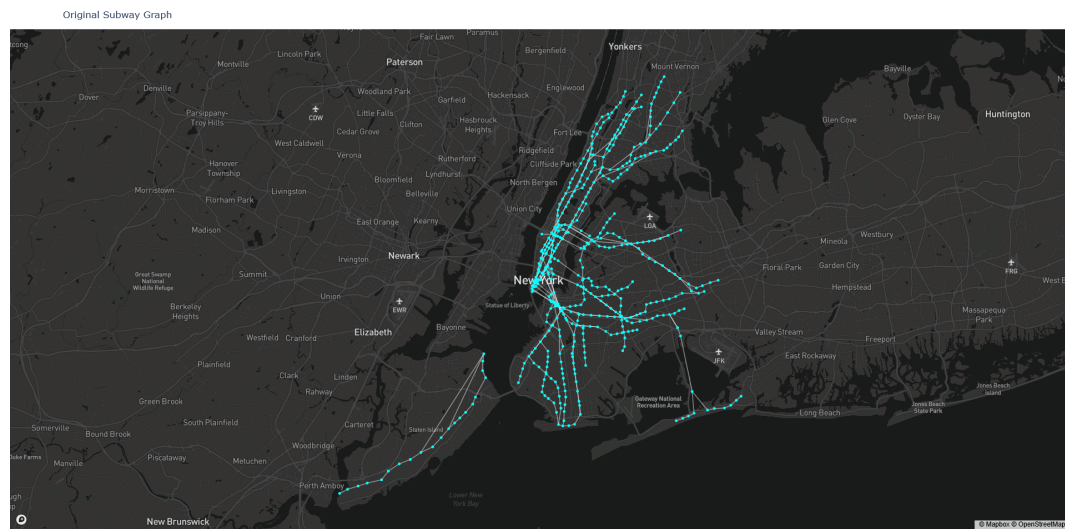 Original Subway Graph
Yonkers
Paramus
Fair Lawn
Lincoln Park
Bergenfield
Mount Vernon
Montville
Paterson
Bayville
Dover
Denville
Woodland Park
Hackensack
Englewood
Garfield
Parsippany-
Troy Hills
Little Falls
CDW
Hasbrouck
Heights
Clifton
Cedar Grove
Fort Lee
Glen Cove
Oyster Bay
Huntington
West Caldwell
Verona
Ridgefield
Rutherford
Cliffside Park
Hanover
Township
Lyndhurst
Bloomfield
North Bergen
Morristown
Livingston
Belleville
Florham Park
Union City
East Orange
Kearny
LGA
Madison
Westbury
Mineola
Irvington
Newark
Floral Park
Garden City
FRG
Great Swamp
National
Wildlife Refuge
Summit
New York
Hempstead
West B
Union
EWR
Statue of Liberty
Berkeley
Heights
Massapequa
Park
Bayonne
Elizabeth
Valley Stream
Westfield
Cranford
Freeport
East Rockaway
JFK
Plainfield
Clark
Linden
Rahway
Jones Beach
Island
Green Brook
Gateway National
Recreation Area
Jones Beach
State Park
Long Beach
South Plainfield
Carteret
Staten Island
Somerville
Bound Brook
Woodbridge
Duke Farms
Manville
Piscataway
Metuchen
Perth Amboy
Lower New
York Bay
New Brunswick
© Mapbox © OpenStreetMap